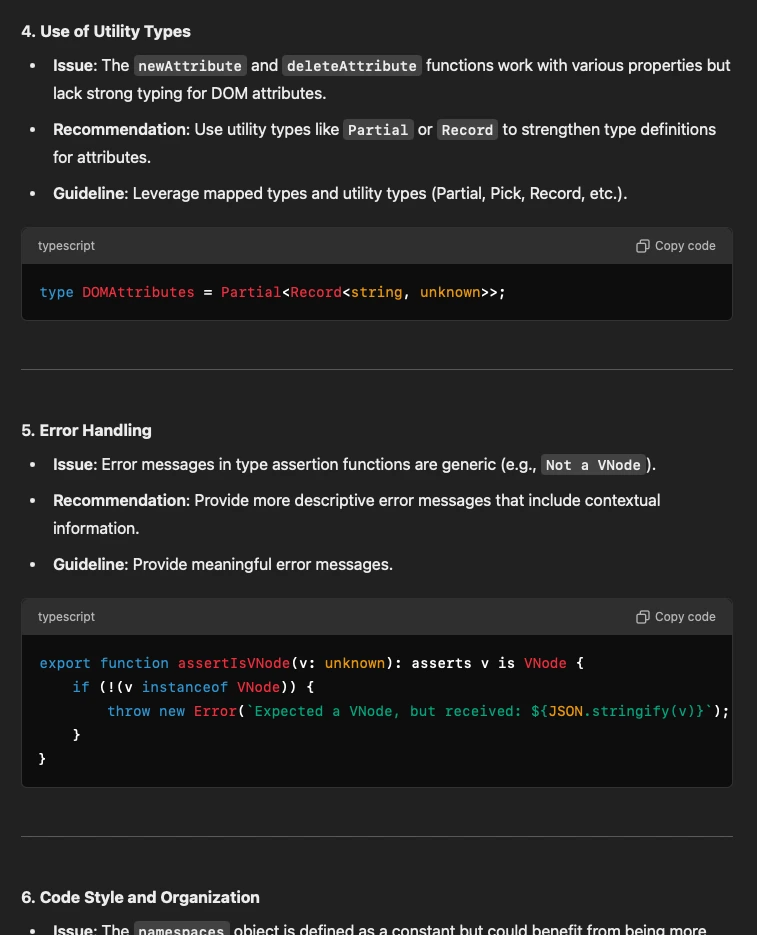 4. Use of Utility Types
• Issue: The newAttribute and deleteAttribute functions work with various properties but
lack strong typing for DOM attributes.
• Recommendation: Use utility types like Partial or Record to strengthen type definitions
for attributes.
• Guideline: Leverage mapped types and utility types (Partial, Pick, Record, etc.).
typescript Copy code
type DOMAttributes = Partial<Record<string, unknown>>;
5. Error Handling
• Issue: Error messages in type assertion functions are generic (e.g., Not a VNode).
• Recommendation: Provide more descriptive error messages that include contextual
information.
• Guideline: Provide meaningful error messages.
typescript Copy code
export function assertIsVNode(v: unknown): asserts v is VNode {
    if (!(v instanceof VNode)) {
        throw new Error(`Expected a VNode, but received: ${JSON.stringify(v)}`);
    }
}
6. Code Style and Organization
• Issue: The namespaces object is defined as a constant but could benefit from being more